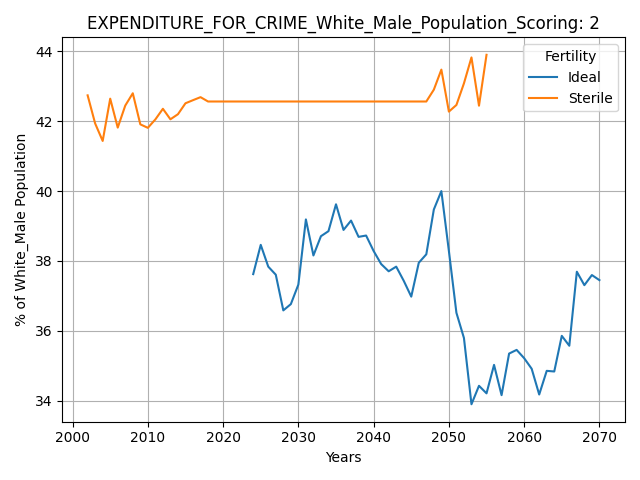 EXPENDITURE_FOR_CRIME_White_Male_Population_Scoring: 2
Fertility
Ideal
Sterile
% of White_Male Population
44
42
40
38
36
34
2000 2010 2020 2030 2040 2050 2060 2070
Years